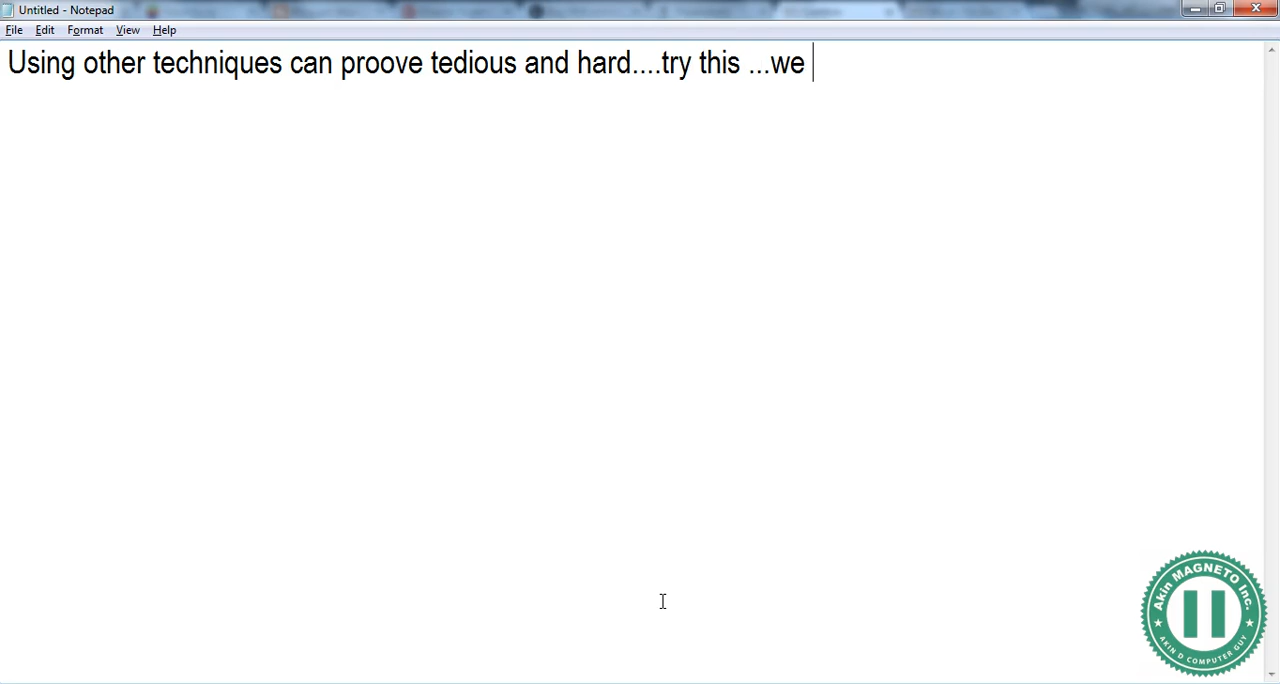 Untitled - Notepad
File Edit Format View Help
Using other techniques can proove tedious and hard....try this ...we
Akin MAGNETO Inc.
AKIN D COMPUTER GUY